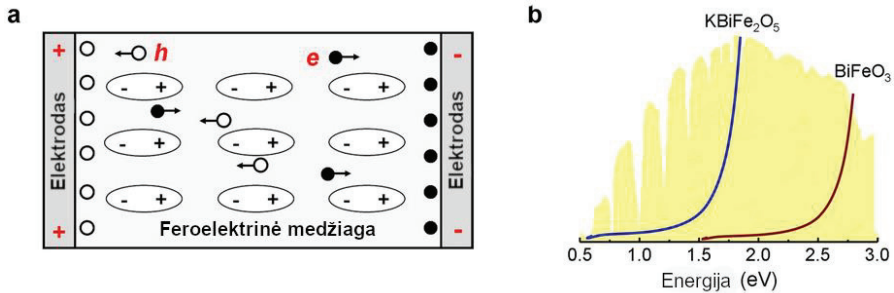 a
+ h e -
- + - + - +
Elektrodas
- + - + - +
Elektrodas
- + - + - +
+ Feroelektrinė medžiaga -
b
KBiFe₂O₅
BiFeO₃
0.5 1.0 1.5 2.0 2.5 3.0
Energija (eV)